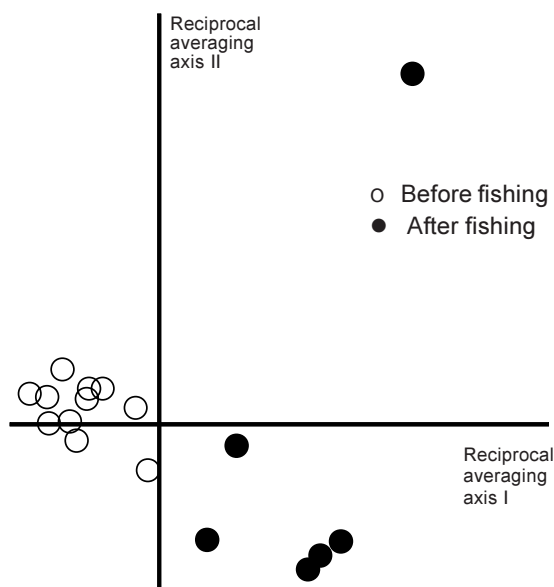 Reciprocal
averaging
axis II
o Before fishing
● After fishing
Reciprocal
averaging
axis I